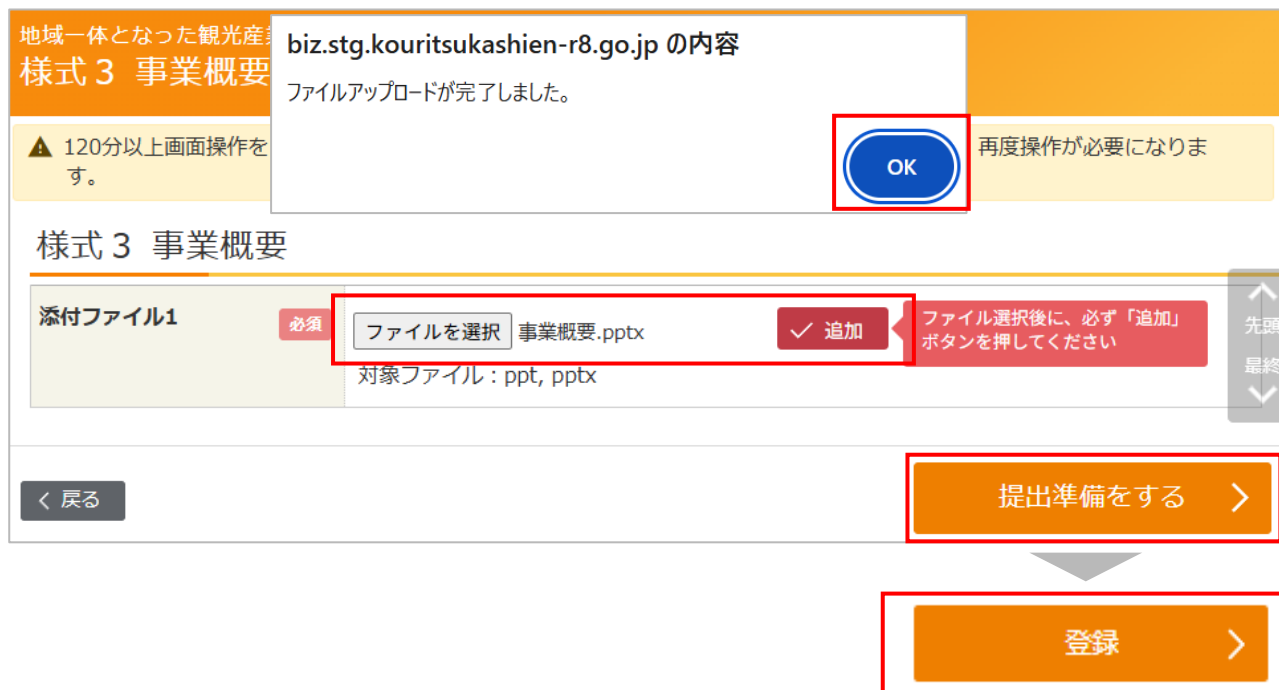 地域一体となった観光産
様式３ 事業概要
biz.stg.kouritsukashien-r8.go.jp の内容
ファイルアップロードが完了しました。
OK
120分以上画面操作を
再度操作が必要になりま
す。
様式３ 事業概要
添付ファイル1
必須
ファイルを選択 事業概要.pptx
追加
ファイル選択後に、必ず「追加」
ボタンを押してください
対象ファイル：ppt, pptx
先頭
最終
戻る
提出準備をする
登録